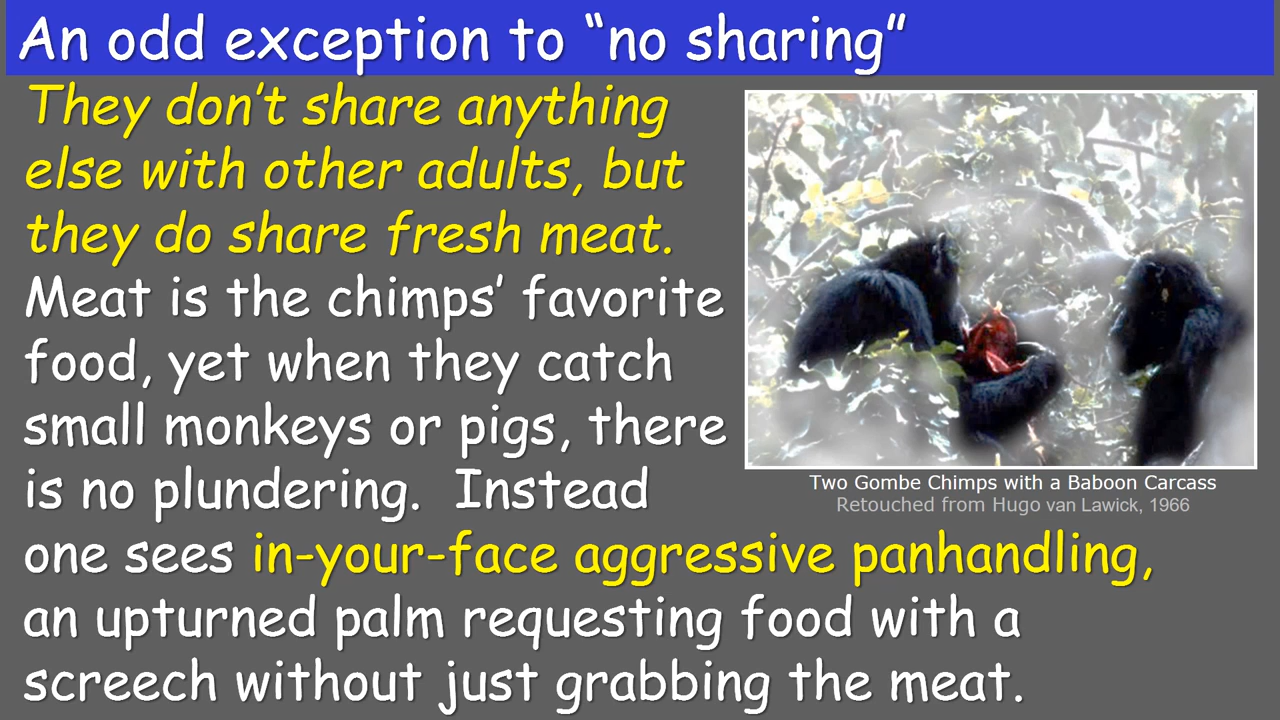 An odd exception to “no sharing”
They don’t share anything
else with other adults, but
they do share fresh meat.
Meat is the chimps’ favorite
food, yet when they catch
small monkeys or pigs, there
is no plundering.  Instead
one sees in-your-face aggressive panhandling,
an upturned palm requesting food with a
screech without just grabbing the meat.
Two Gombe Chimps with a Baboon Carcass
Retouched from Hugo van Lawick, 1966